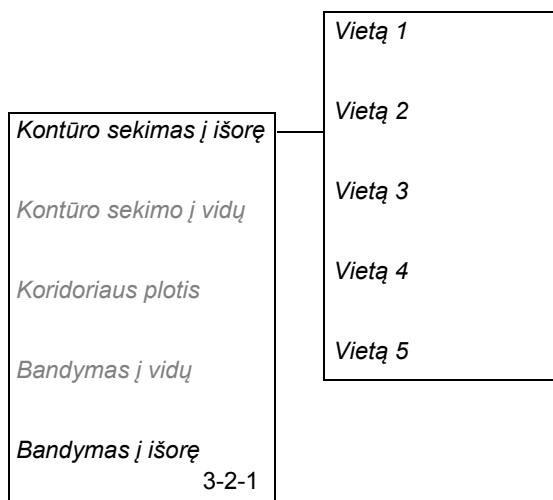 Kontūro sekimas į išorę
Kontūro sekimo į vidų
Koridoriaus plotis
Bandymas į vidų
Bandymas į išorę
3-2-1
Vietą 1
Vietą 2
Vietą 3
Vietą 4
Vietą 5